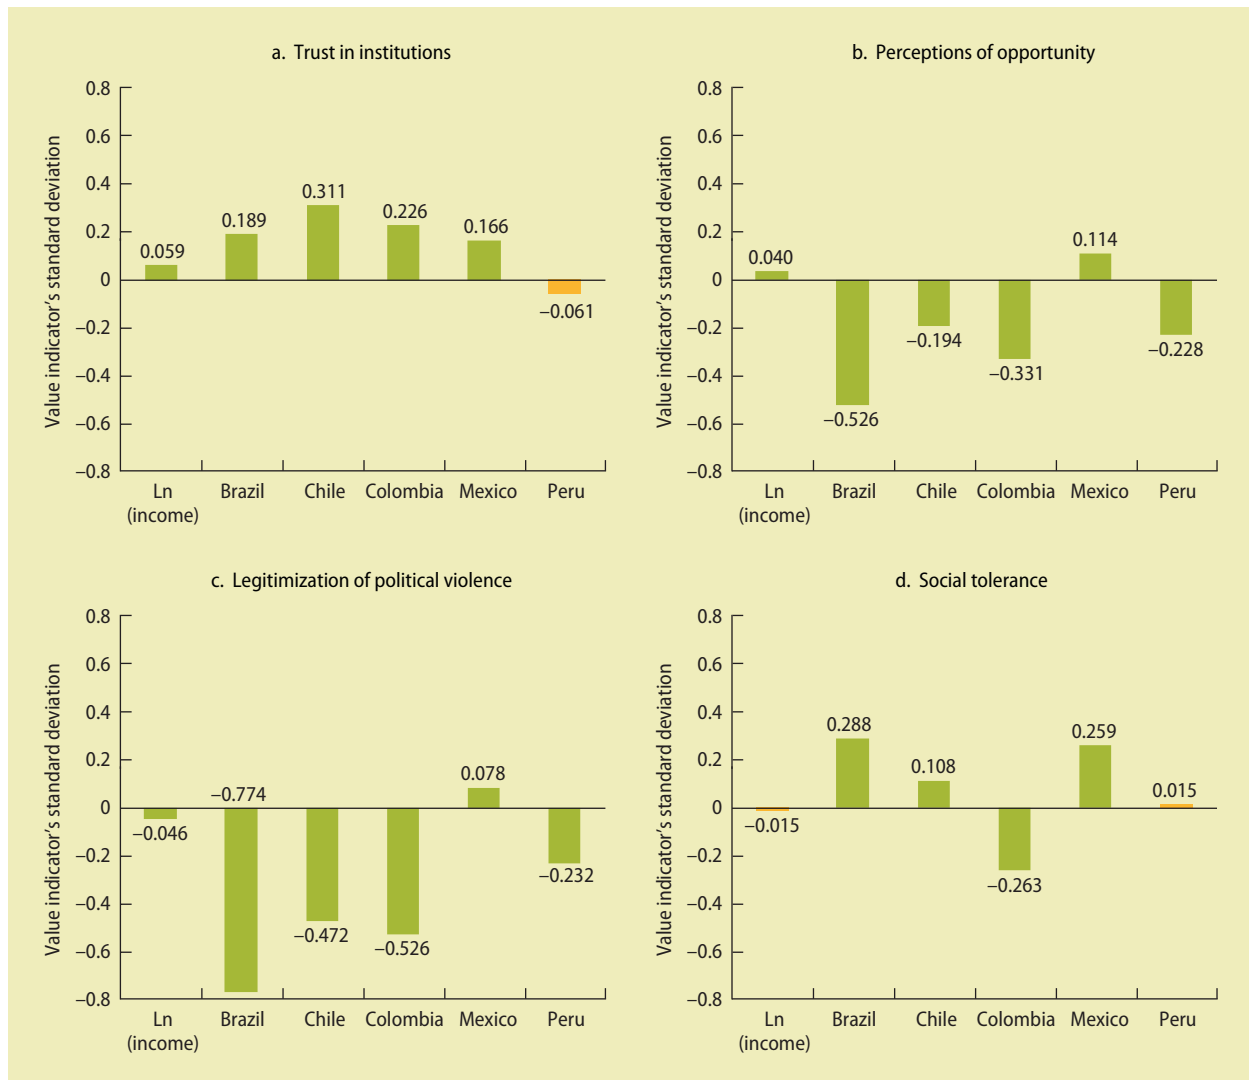 a. Trust in institutions
Value indicator's standard deviation
0.8
0.6
0.4
0.2
0
−0.2
−0.4
−0.6
−0.8
0.059
0.189
0.311
0.226
0.166
−0.061
Ln (income)
Brazil
Chile
Colombia
Mexico
Peru
b. Perceptions of opportunity
Value indicator's standard deviation
0.8
0.6
0.4
0.2
0
−0.2
−0.4
−0.6
−0.8
0.040
−0.526
−0.194
−0.331
0.114
−0.228
Ln (income)
Brazil
Chile
Colombia
Mexico
Peru
c. Legitimization of political violence
Value indicator's standard deviation
0.8
0.6
0.4
0.2
0
−0.2
−0.4
−0.6
−0.8
−0.046
−0.774
−0.472
−0.526
0.078
−0.232
Ln (income)
Brazil
Chile
Colombia
Mexico
Peru
d. Social tolerance
Value indicator's standard deviation
0.8
0.6
0.4
0.2
0
−0.2
−0.4
−0.6
−0.8
−0.015
0.288
0.108
−0.263
0.259
0.015
Ln (income)
Brazil
Chile
Colombia
Mexico
Peru